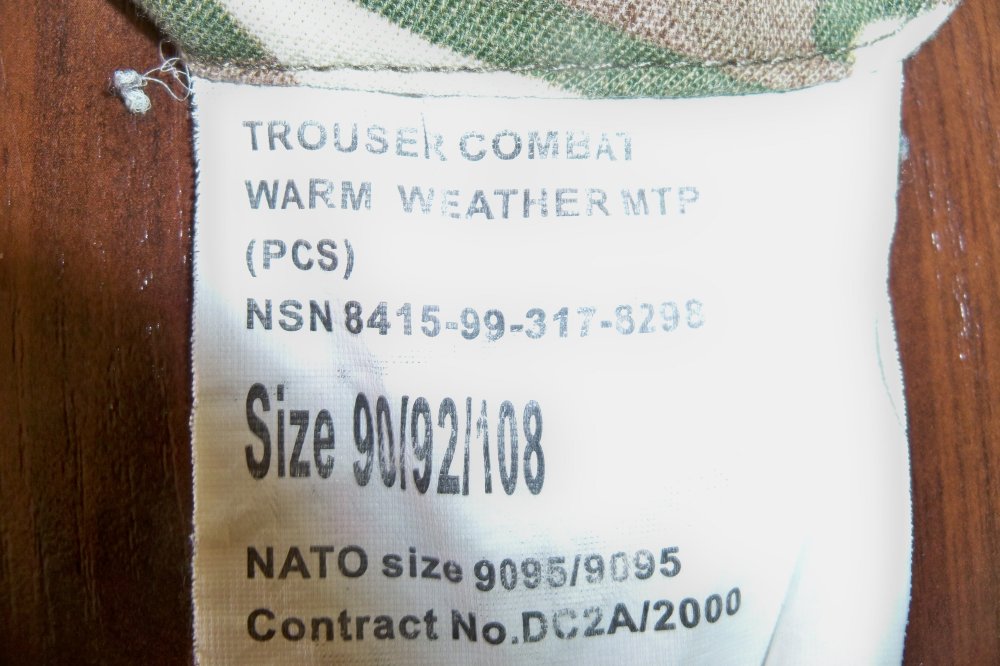 TROUSER COMBAT
WARM WEATHER MTP
(PCS)
NSN 8415-99-317-8298
Size 90/92/108
NATO size 9095/9095
Contract No.DC2A/2000